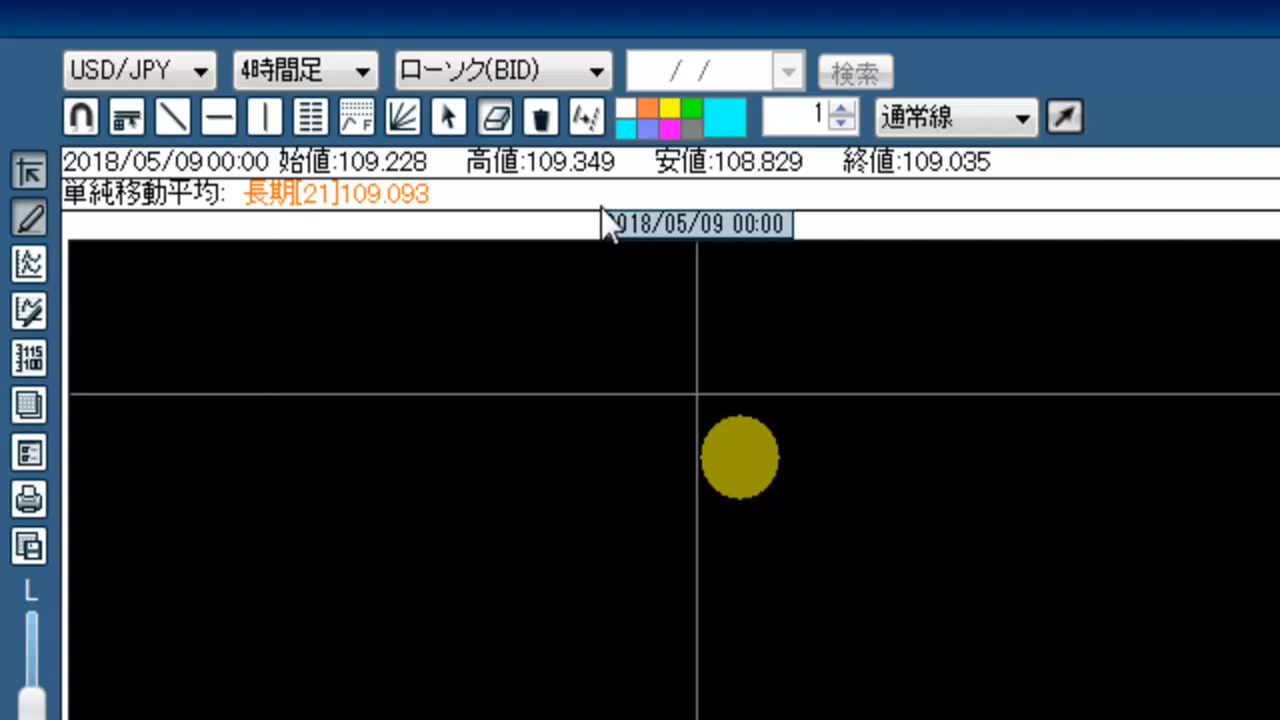 USD/JPY 4時間足 ローソク(BID) / / 検索
1 通常線
2018/05/09 00:00 始値:109.228 高値:109.349 安値:108.829 終値:109.035
単純移動平均: 長期[21]109.093
018/05/09 00:00
115
100
L